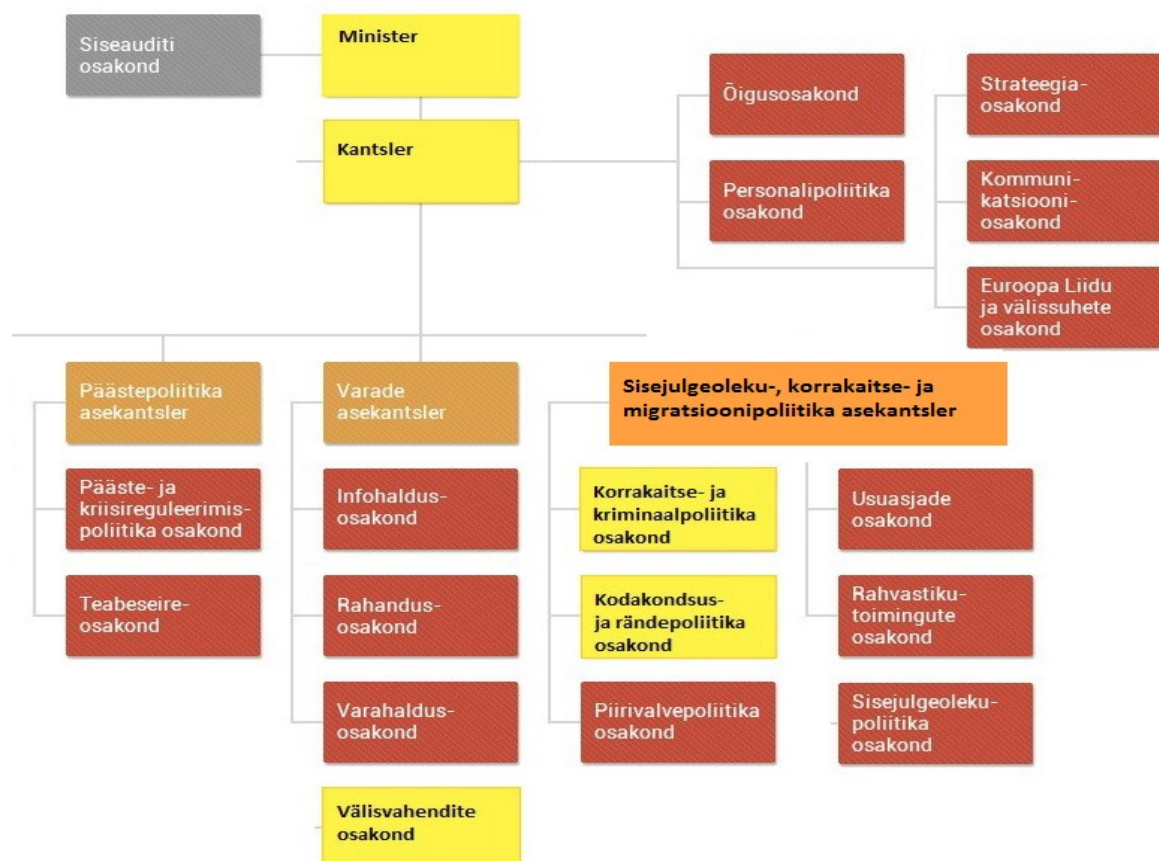 Siseauditi
osakond
Minister
Kantsler
Õigusosakond
Personalipoliitika
osakond
Strateegia-
osakond
Kommuni-
katsiooni-
osakond
Euroopa Liidu
ja välissuhete
osakond
Päästepoliitika
asekantsler
Pääste- ja
kriisireguleerimis-
poliitika osakond
Teabeseire-
osakond
Varade
asekantsler
Infohaldus-
osakond
Rahandus-
osakond
Varahaldus-
osakond
Välisvahendite
osakond
Sisejulgeoleku-, korrakaitse- ja
migratsioonipoliitika asekantsler
Korrakaitse- ja
kriminaalpoliitika
osakond
Kodakondsus-
ja rändepoliitika
osakond
Piirivalvepoliitika
osakond
Usuasjade
osakond
Rahvastiku-
toimingute
osakond
Sisejulgeoleku-
poliitika
osakond